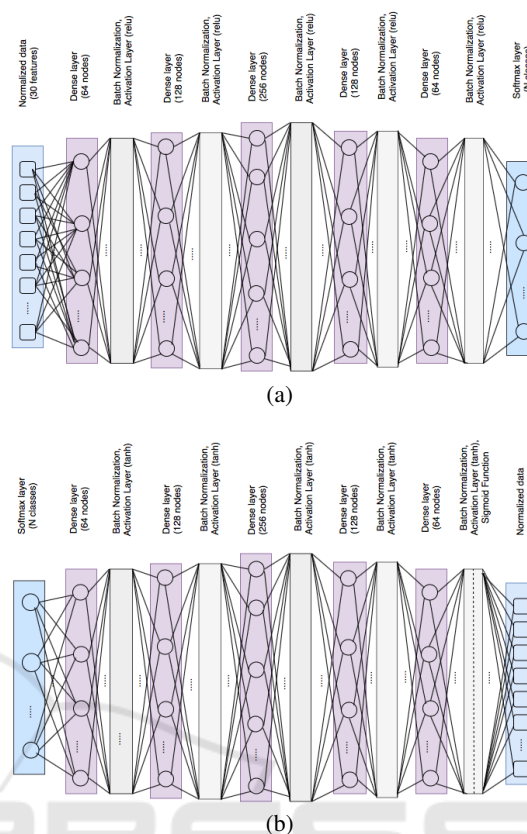 Normalized data
(30 features)
Dense layer
(64 nodes)
Batch Normalization,
Activation Layer (relu)
Dense layer
(128 nodes)
Batch Normalization,
Activation Layer (relu)
Dense layer
(256 nodes)
Batch Normalization,
Activation Layer (relu)
Dense layer
(128 nodes)
Batch Normalization,
Activation Layer (relu)
Dense layer
(64 nodes)
Batch Normalization,
Activation Layer (relu)
Softmax layer
(N classes)
(a)
Softmax layer
(N classes)
Dense layer
(64 nodes)
Batch Normalization,
Activation Layer (tanh)
Dense layer
(128 nodes)
Batch Normalization,
Activation Layer (tanh)
Dense layer
(256 nodes)
Batch Normalization,
Activation Layer (tanh)
Dense layer
(128 nodes)
Batch Normalization,
Activation Layer (tanh)
Dense layer
(64 nodes)
Batch Normalization,
Activation Layer (tanh),
Sigmoid Function
Normalized data
(b)